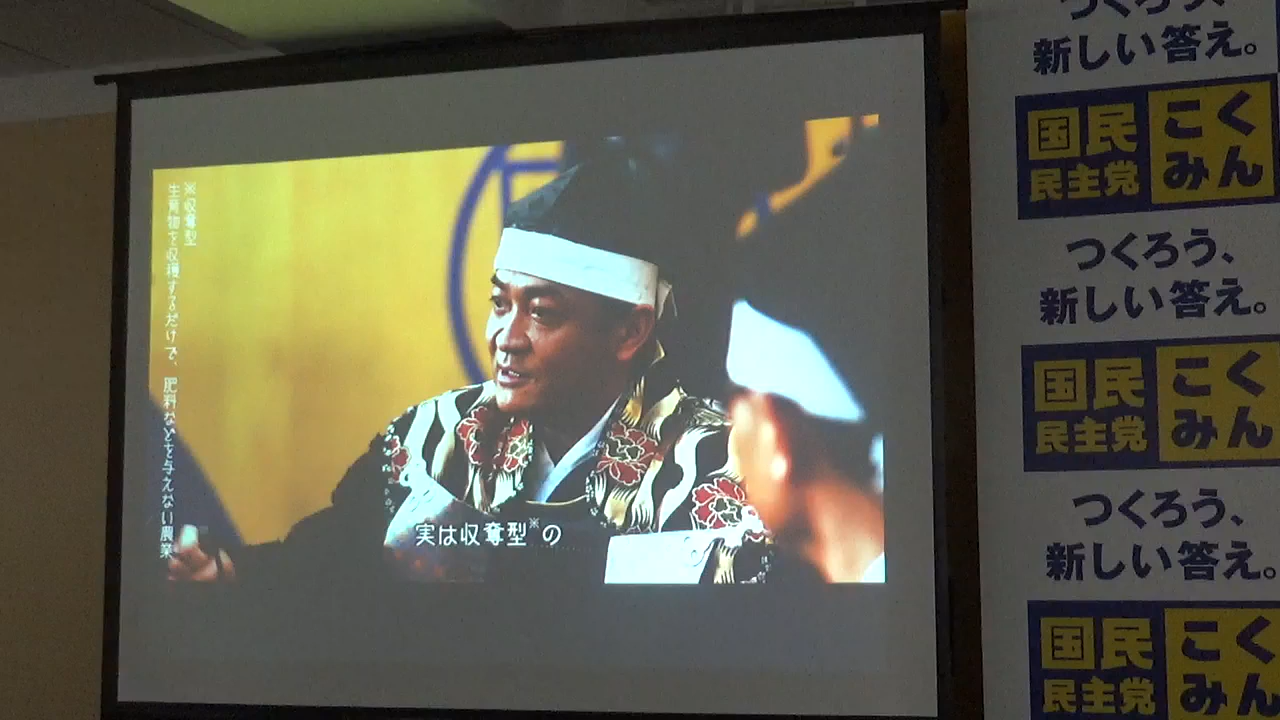 ※収奪型
生育物を収穫するだけで、肥料などを与えない農業
実は収奪型※の
つくろう、
新しい答え。
国民
民主党
こく
みん
つくろう、
新しい答え。
国民
民主党
こく
みん
つくろう、
新しい答え。
国民
民主党
こく
みん